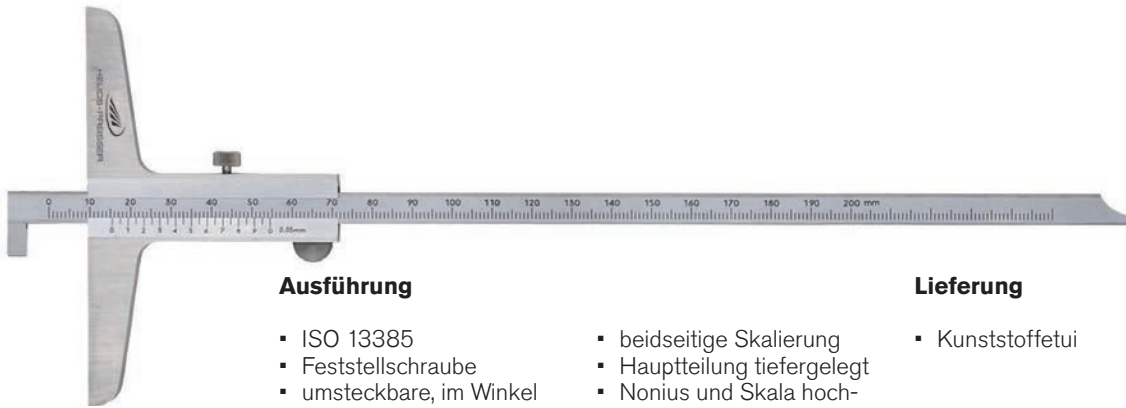 HELIOS-PREISSER
0 10 20 30 40 50 60 70 80 90 100 110 120 130 140 150 160 170 180 190 200 mm
0 1 2 3 4 5 6 7 8 9 0 0.05mm
Ausführung
▪ ISO 13385
▪ Feststellschraube
▪ umsteckbare, im Winkel
▪ beidseitige Skalierung
▪ Hauptteilung tiefergelegt
▪ Nonius und Skala hoch-
Lieferung
▪ Kunststoffetui